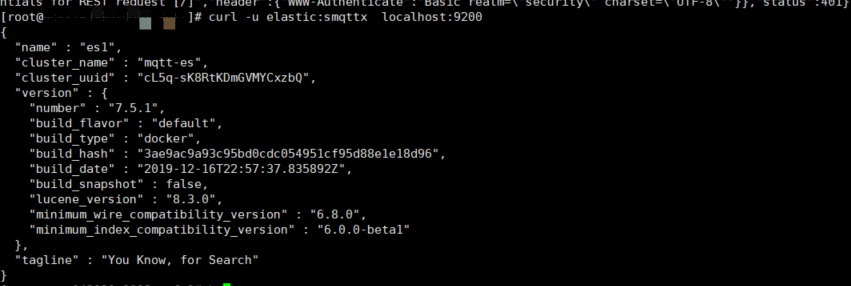 ntials for REST request [/]","header":{"WWW-Authenticate":"Basic realm=\"security\" charset=\"UTF-8\""}},"status":401}
[root@ ]# curl -u elastic:smqttx  localhost:9200
{
  "name" : "es1",
  "cluster_name" : "mqtt-es",
  "cluster_uuid" : "cL5q-sK8RtKDmGVMYCxzbQ",
  "version" : {
    "number" : "7.5.1",
    "build_flavor" : "default",
    "build_type" : "docker",
    "build_hash" : "3ae9ac9a93c95bd0cdc054951cf95d88e1e18d96",
    "build_date" : "2019-12-16T22:57:37.835892Z",
    "build_snapshot" : false,
    "lucene_version" : "8.3.0",
    "minimum_wire_compatibility_version" : "6.8.0",
    "minimum_index_compatibility_version" : "6.0.0-beta1"
  },
  "tagline" : "You Know, for Search"
}